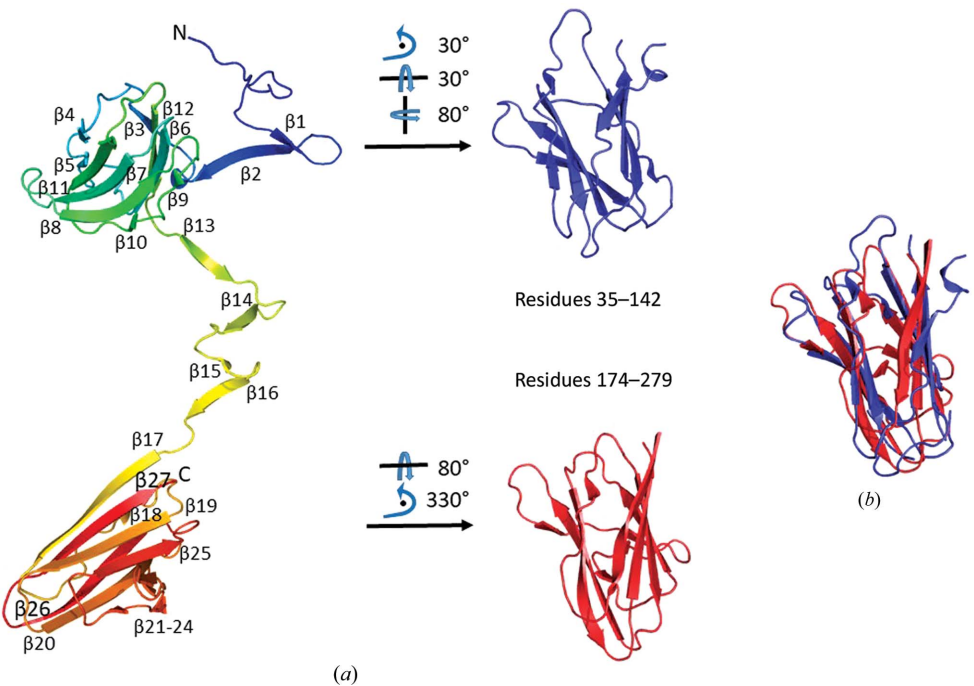 N
30°
30°
80°
β4
β3
β12
β6
β1
β5
β7
β2
β11
β9
β8
β10
β13
β14
Residues 35–142
β15
β16
Residues 174–279
β17
β27
C
80°
330°
β18
β19
β25
β26
β20
β21-24
(a)
(b)